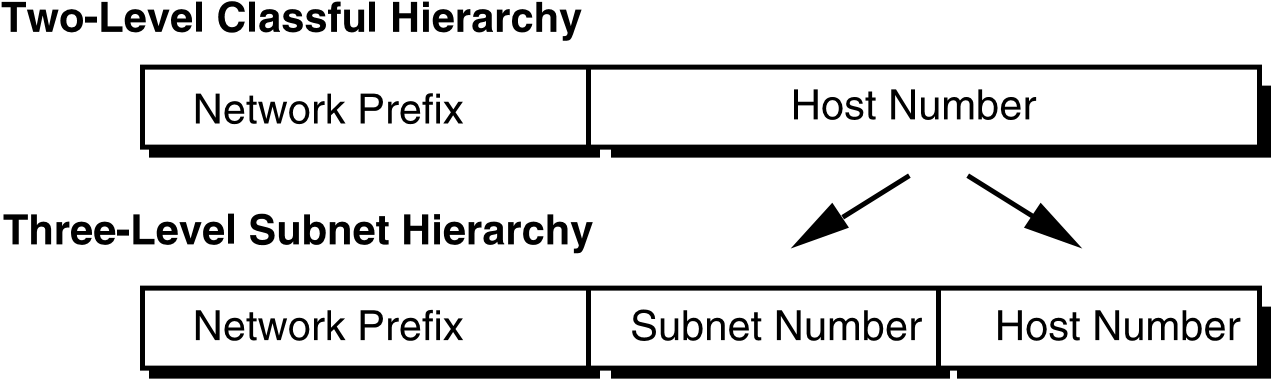 Two-Level Classful Hierarchy
Network Prefix Host Number
Three-Level Subnet Hierarchy
Network Prefix Subnet Number Host Number